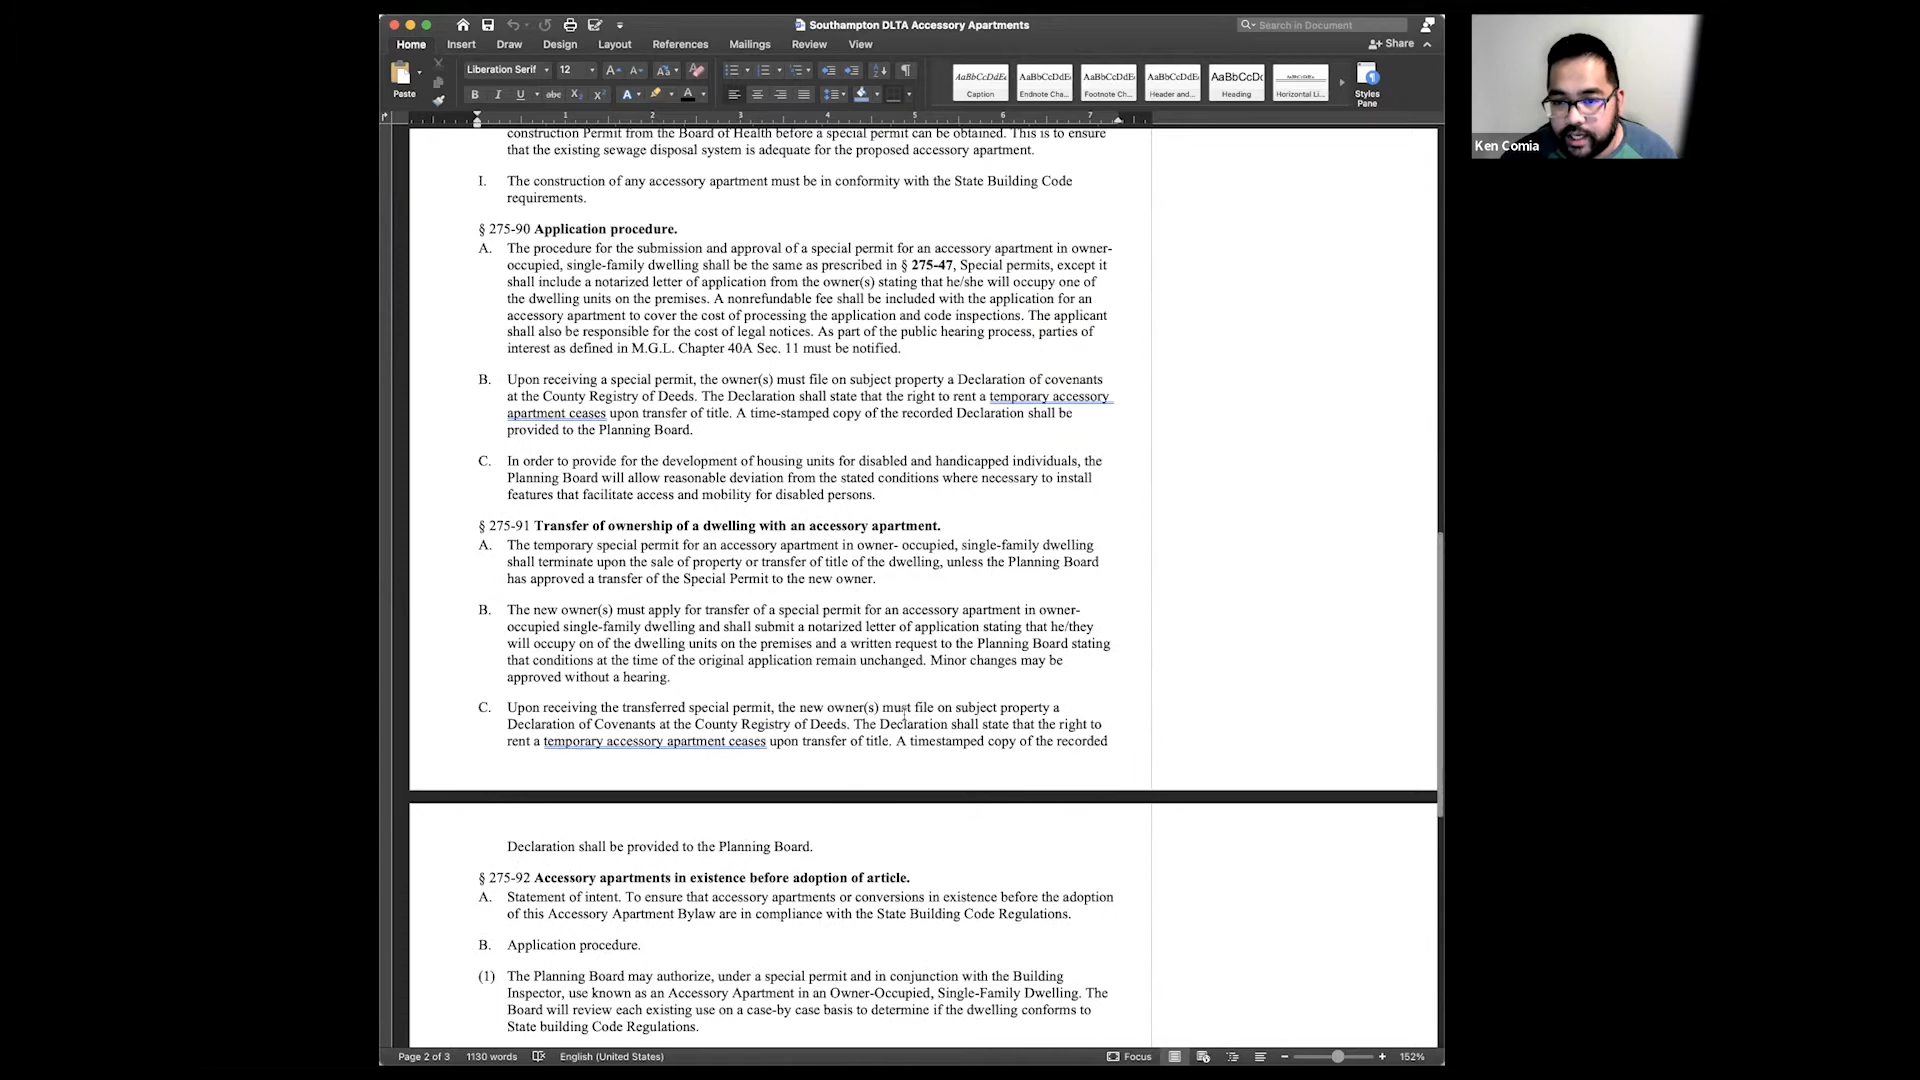 Southampton DLTA Accessory Apartments
Search in Document
Home Insert Draw Design Layout References Mailings Review View
Share
Paste
Liberation Serif 12
AaBbCcDdEe AaBbCcDdE AaBbCcDdE AaBbCcDdE AaBbCcDc
Caption Endnote Cha... Footnote Ch... Header and... Heading Horizontal Li...
Styles
Pane
1 2 3 4 5 6 7
construction Permit from the Board of Health before a special permit can be obtained. This is to ensure
that the existing sewage disposal system is adequate for the proposed accessory apartment.
I. The construction of any accessory apartment must be in conformity with the State Building Code
requirements.
§ 275-90 Application procedure.
A. The procedure for the submission and approval of a special permit for an accessory apartment in owner-
occupied, single-family dwelling shall be the same as prescribed in § 275-47, Special permits, except it
shall include a notarized letter of application from the owner(s) stating that he/she will occupy one of
the dwelling units on the premises. A nonrefundable fee shall be included with the application for an
accessory apartment to cover the cost of processing the application and code inspections. The applicant
shall also be responsible for the cost of legal notices. As part of the public hearing process, parties of
interest as defined in M.G.L. Chapter 40A Sec. 11 must be notified.
B. Upon receiving a special permit, the owner(s) must file on subject property a Declaration of covenants
at the County Registry of Deeds. The Declaration shall state that the right to rent a temporary accessory
apartment ceases upon transfer of title. A time-stamped copy of the recorded Declaration shall be
provided to the Planning Board.
C. In order to provide for the development of housing units for disabled and handicapped individuals, the
Planning Board will allow reasonable deviation from the stated conditions where necessary to install
features that facilitate access and mobility for disabled persons.
§ 275-91 Transfer of ownership of a dwelling with an accessory apartment.
A. The temporary special permit for an accessory apartment in owner- occupied, single-family dwelling
shall terminate upon the sale of property or transfer of title of the dwelling, unless the Planning Board
has approved a transfer of the Special Permit to the new owner.
B. The new owner(s) must apply for transfer of a special permit for an accessory apartment in owner-
occupied single-family dwelling and shall submit a notarized letter of application stating that he/they
will occupy on of the dwelling units on the premises and a written request to the Planning Board stating
that conditions at the time of the original application remain unchanged. Minor changes may be
approved without a hearing.
C. Upon receiving the transferred special permit, the new owner(s) must file on subject property a
Declaration of Covenants at the County Registry of Deeds. The Declaration shall state that the right to
rent a temporary accessory apartment ceases upon transfer of title. A timestamped copy of the recorded
Declaration shall be provided to the Planning Board.
§ 275-92 Accessory apartments in existence before adoption of article.
A. Statement of intent. To ensure that accessory apartments or conversions in existence before the adoption
of this Accessory Apartment Bylaw are in compliance with the State Building Code Regulations.
B. Application procedure.
(1) The Planning Board may authorize, under a special permit and in conjunction with the Building
Inspector, use known as an Accessory Apartment in an Owner-Occupied, Single-Family Dwelling. The
Board will review each existing use on a case-by case basis to determine if the dwelling conforms to
State building Code Regulations.
Page 2 of 3 1130 words English (United States) Focus 152%
Ken Comia